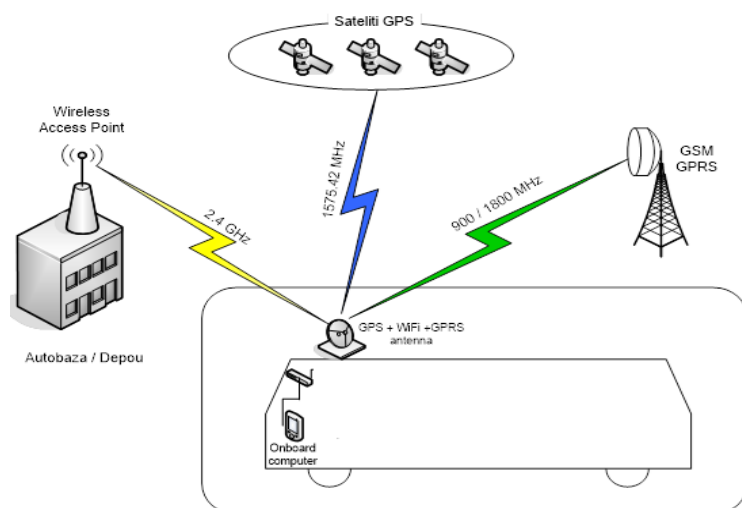 Sateliti GPS
Wireless
Access Point
GSM
GPRS
1575.42 MHz
900 / 1800 MHz
2.4 GHz
GPS + WiFi +GPRS
antenna
Autobaza / Depou
Onboard
computer